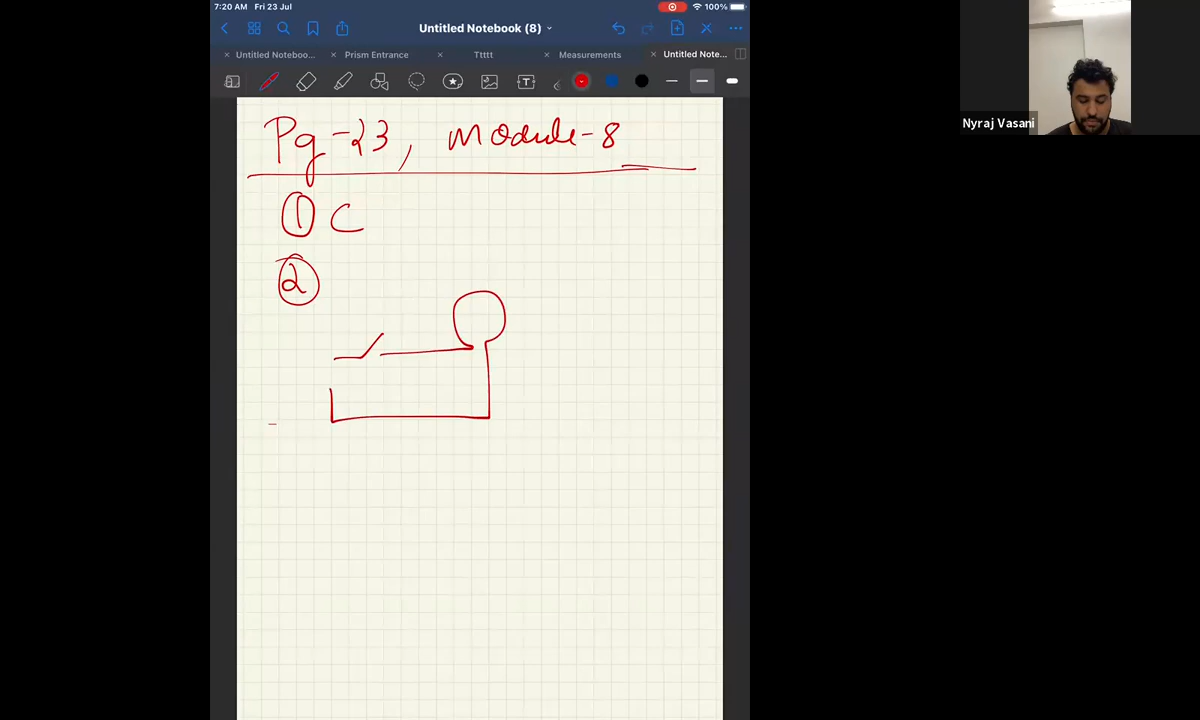 7:20 AM Fri 23 Jul
100%
Untitled Notebook (8)
Untitled Noteboo...
Prism Entrance
Ttttt
Measurements
Untitled Note...
T
Nyraj Vasani
Pg-23, Module-8
① C
②